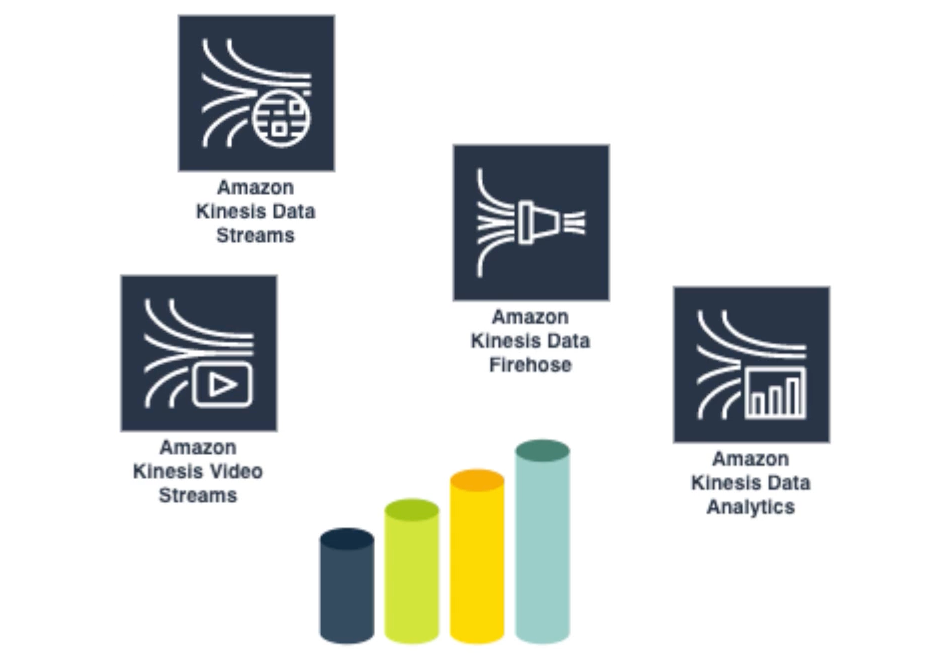 Amazon
Kinesis Data
Streams
Amazon
Kinesis Data
Firehose
Amazon
Kinesis Video
Streams
Amazon
Kinesis Data
Analytics